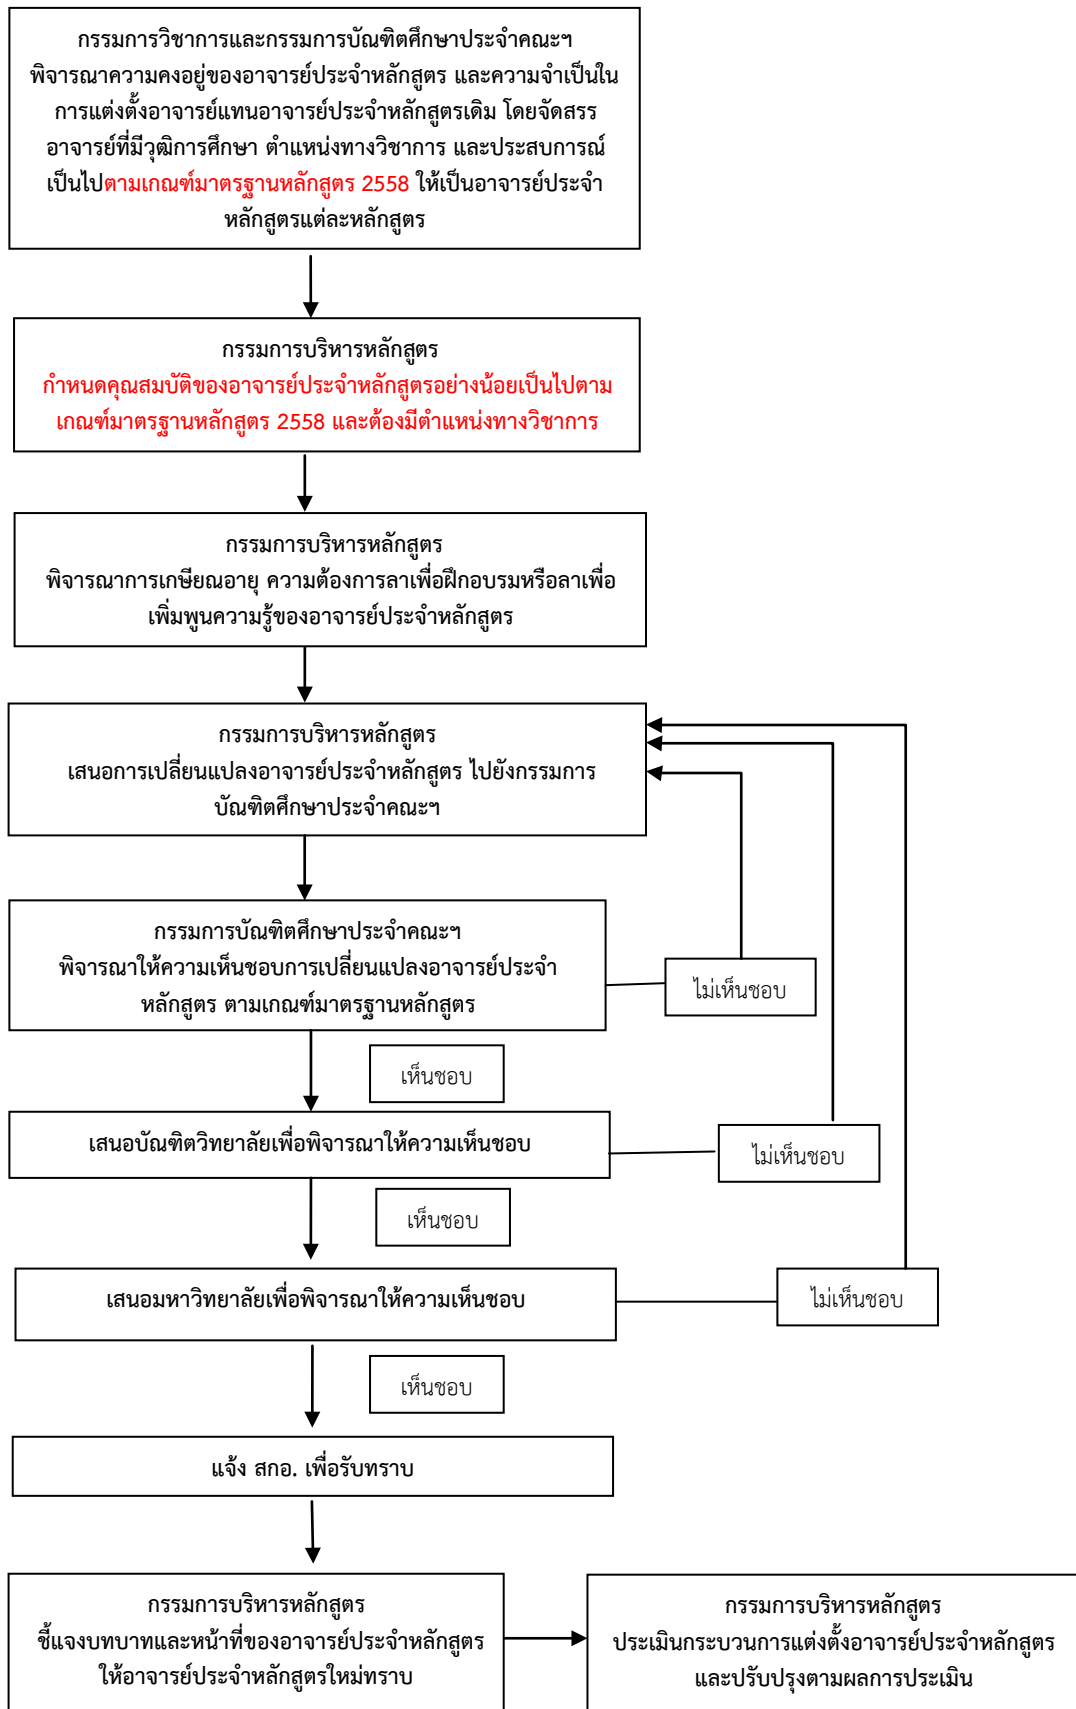 กรรมการวิชาการและกรรมการบัณฑิตศึกษาประจำคณะฯ
พิจารณาความคงอยู่ของอาจารย์ประจำหลักสูตร และความจำเป็นใน
การแต่งตั้งอาจารย์แทนอาจารย์ประจำหลักสูตรเดิม โดยจัดสรร
อาจารย์ที่มีวุฒิการศึกษา ตำแหน่งทางวิชาการ และประสบการณ์
เป็นไปตามเกณฑ์มาตรฐานหลักสูตร 2558 ให้เป็นอาจารย์ประจำ
หลักสูตรแต่ละหลักสูตร
กรรมการบริหารหลักสูตร
กำหนดคุณสมบัติของอาจารย์ประจำหลักสูตรอย่างน้อยเป็นไปตาม
เกณฑ์มาตรฐานหลักสูตร 2558 และต้องมีตำแหน่งทางวิชาการ
กรรมการบริหารหลักสูตร
พิจารณาการเกษียณอายุ ความต้องการลาเพื่อฝึกอบรมหรือลาเพื่อ
เพิ่มพูนความรู้ของอาจารย์ประจำหลักสูตร
กรรมการบริหารหลักสูตร
เสนอการเปลี่ยนแปลงอาจารย์ประจำหลักสูตร ไปยังกรรมการ
บัณฑิตศึกษาประจำคณะฯ
กรรมการบัณฑิตศึกษาประจำคณะฯ
พิจารณาให้ความเห็นชอบการเปลี่ยนแปลงอาจารย์ประจำ
หลักสูตร ตามเกณฑ์มาตรฐานหลักสูตร
ไม่เห็นชอบ
เห็นชอบ
เสนอบัณฑิตวิทยาลัยเพื่อพิจารณาให้ความเห็นชอบ
ไม่เห็นชอบ
เห็นชอบ
เสนอมหาวิทยาลัยเพื่อพิจารณาให้ความเห็นชอบ
ไม่เห็นชอบ
เห็นชอบ
แจ้ง สกอ. เพื่อรับทราบ
กรรมการบริหารหลักสูตร
ชี้แจงบทบาทและหน้าที่ของอาจารย์ประจำหลักสูตร
ให้อาจารย์ประจำหลักสูตรใหม่ทราบ
กรรมการบริหารหลักสูตร
ประเมินกระบวนการแต่งตั้งอาจารย์ประจำหลักสูตร
และปรับปรุงตามผลการประเมิน